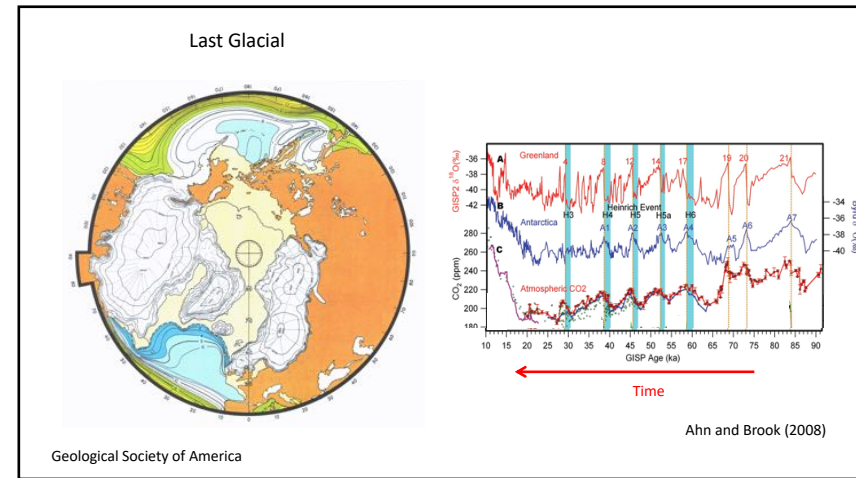 Last Glacial
A
Greenland
GISP2 δ18O(‰)
-36
-38
-40
-42
4
8
12
14
17
19
20
21
B
Heinrich Event
H3
H4
H5
H5a
H6
Antarctica
A1
A2
A3
A4
A5
A6
A7
-34
-36
-38
-40
C
Atmospheric CO2
CO2 (ppm)
280
260
240
220
200
180
10 15 20 25 30 35 40 45 50 55 60 65 70 75 80 85 90
GISP Age (ka)
Time
Ahn and Brook (2008)
Geological Society of America